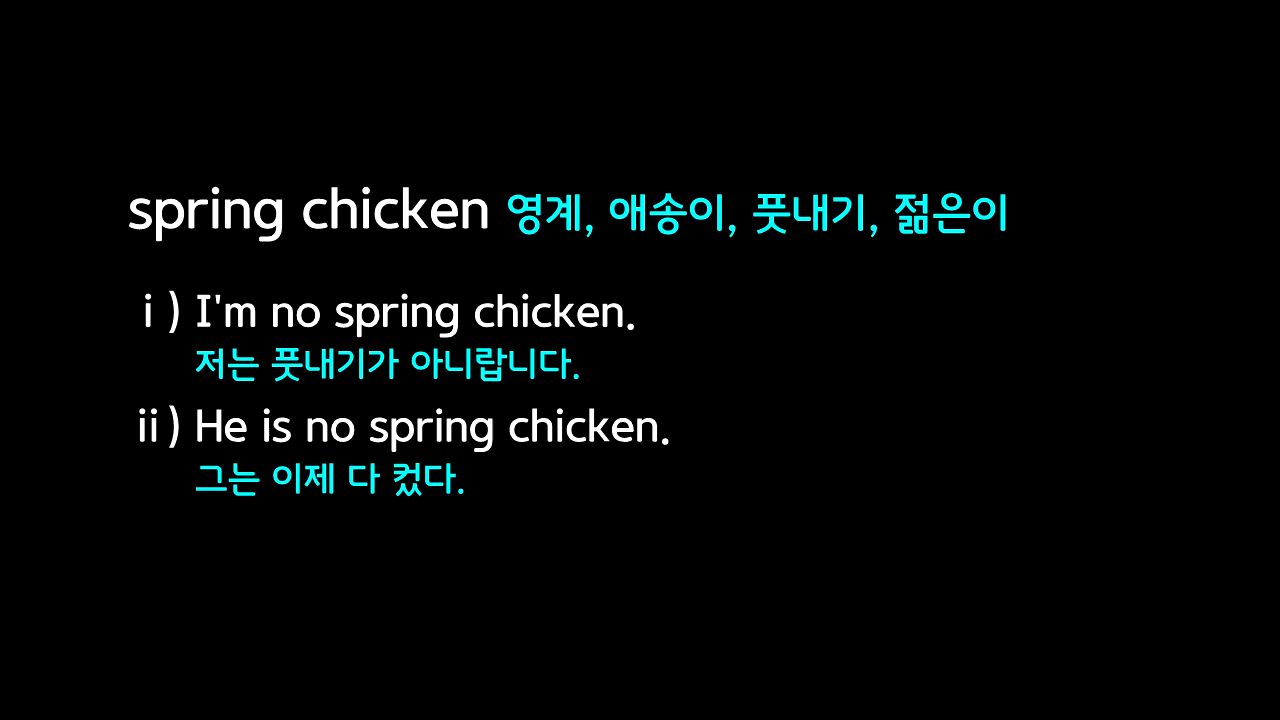 spring chicken 영계, 애송이, 풋내기, 젊은이
i ) I'm no spring chicken.
저는 풋내기가 아니랍니다.
ii ) He is no spring chicken.
그는 이제 다 컸다.